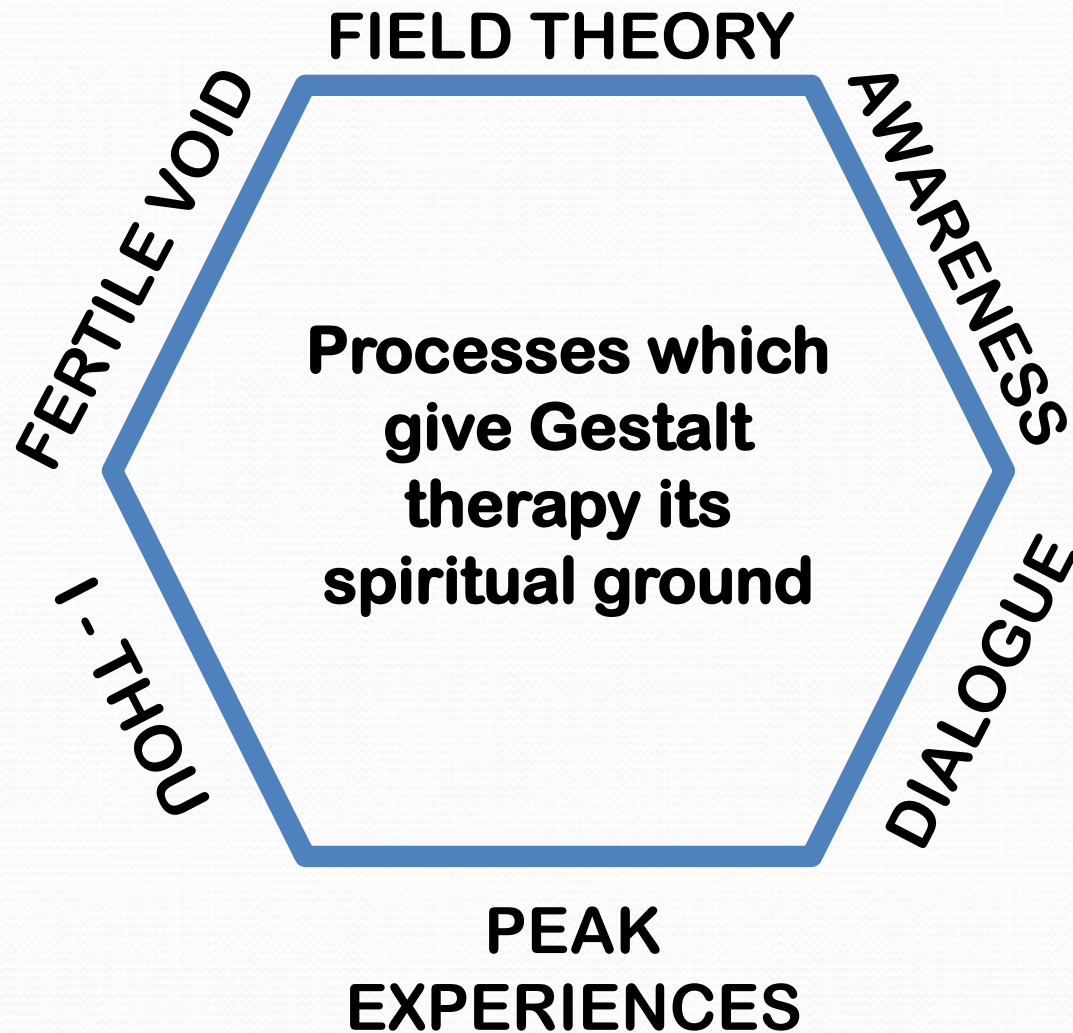 FIELD THEORY
AWARENESS
DIALOGUE
PEAK
EXPERIENCES
I - THOU
FERTILE VOID
Processes which
give Gestalt
therapy its
spiritual ground